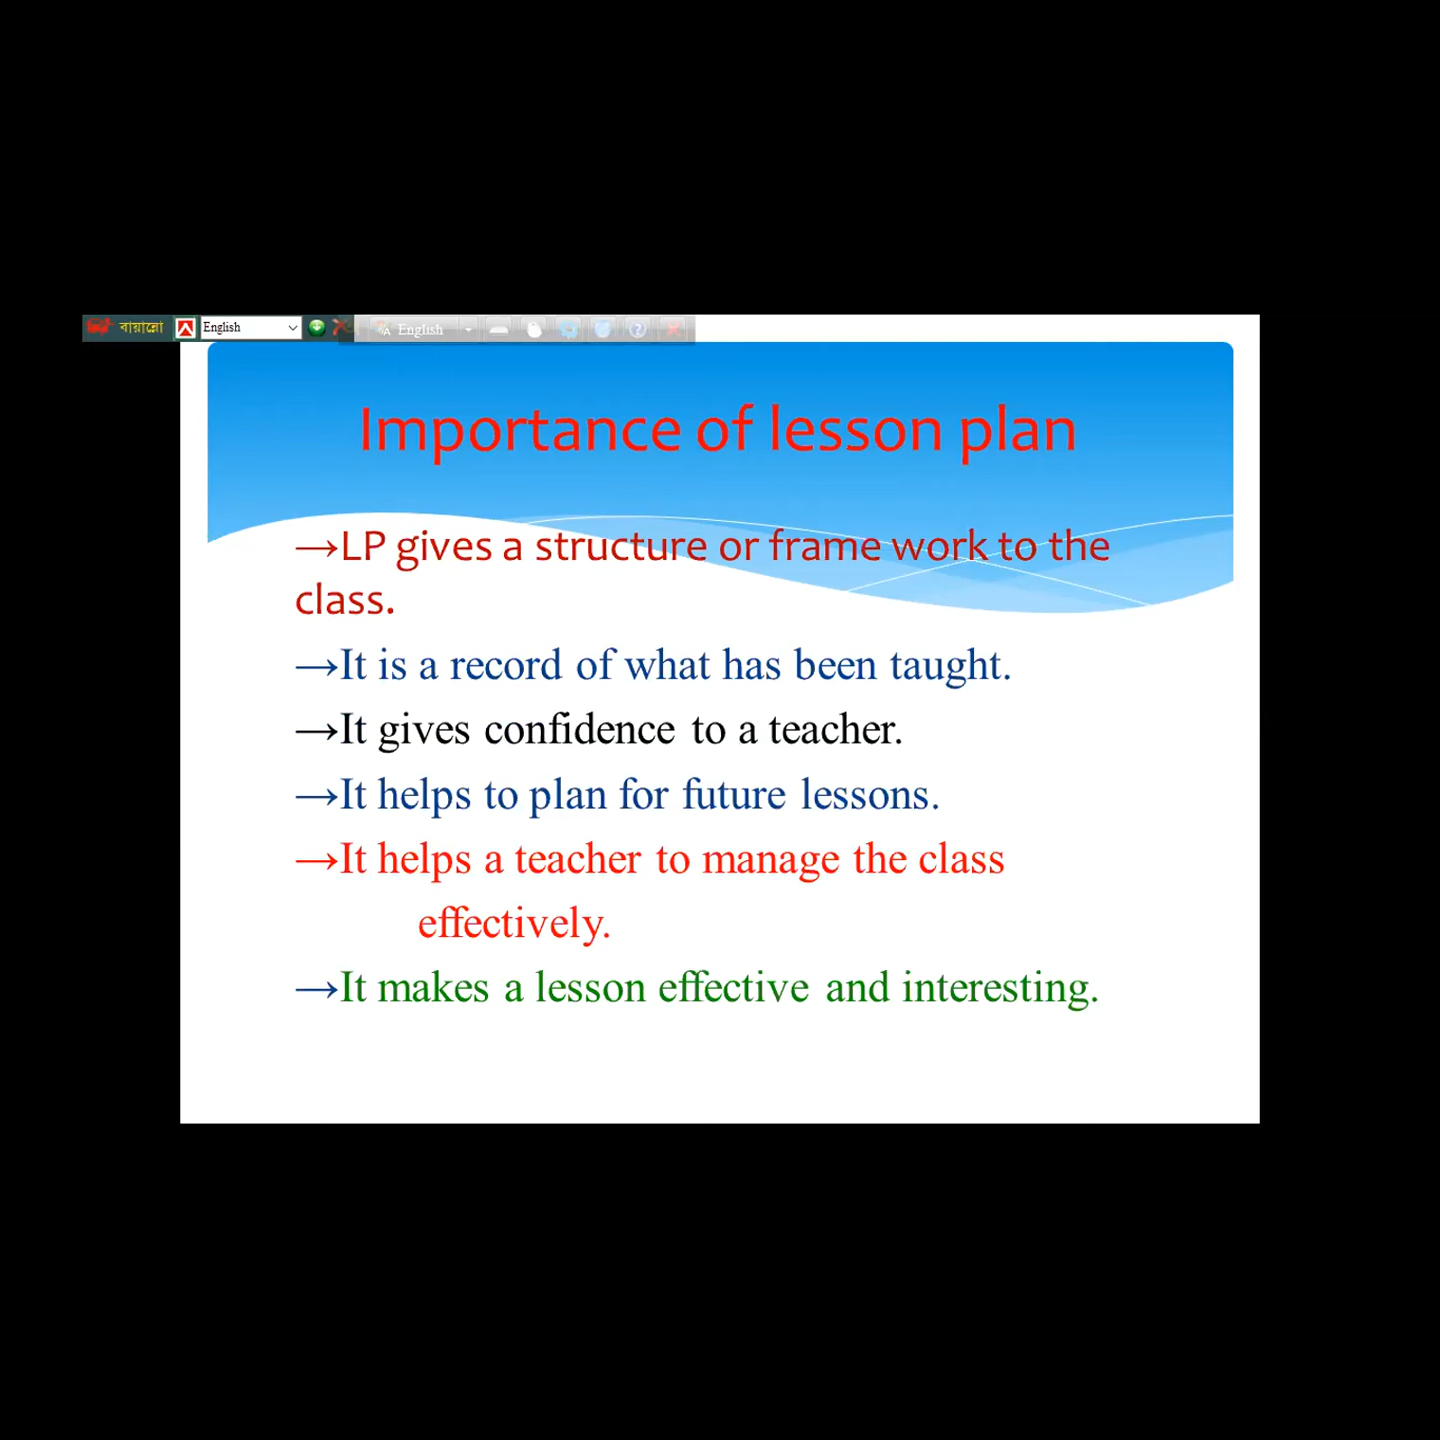 বায়ান্নো English English
Importance of lesson plan
→LP gives a structure or frame work to the
class.
→It is a record of what has been taught.
→It gives confidence to a teacher.
→It helps to plan for future lessons.
→It helps a teacher to manage the class
effectively.
→It makes a lesson effective and interesting.